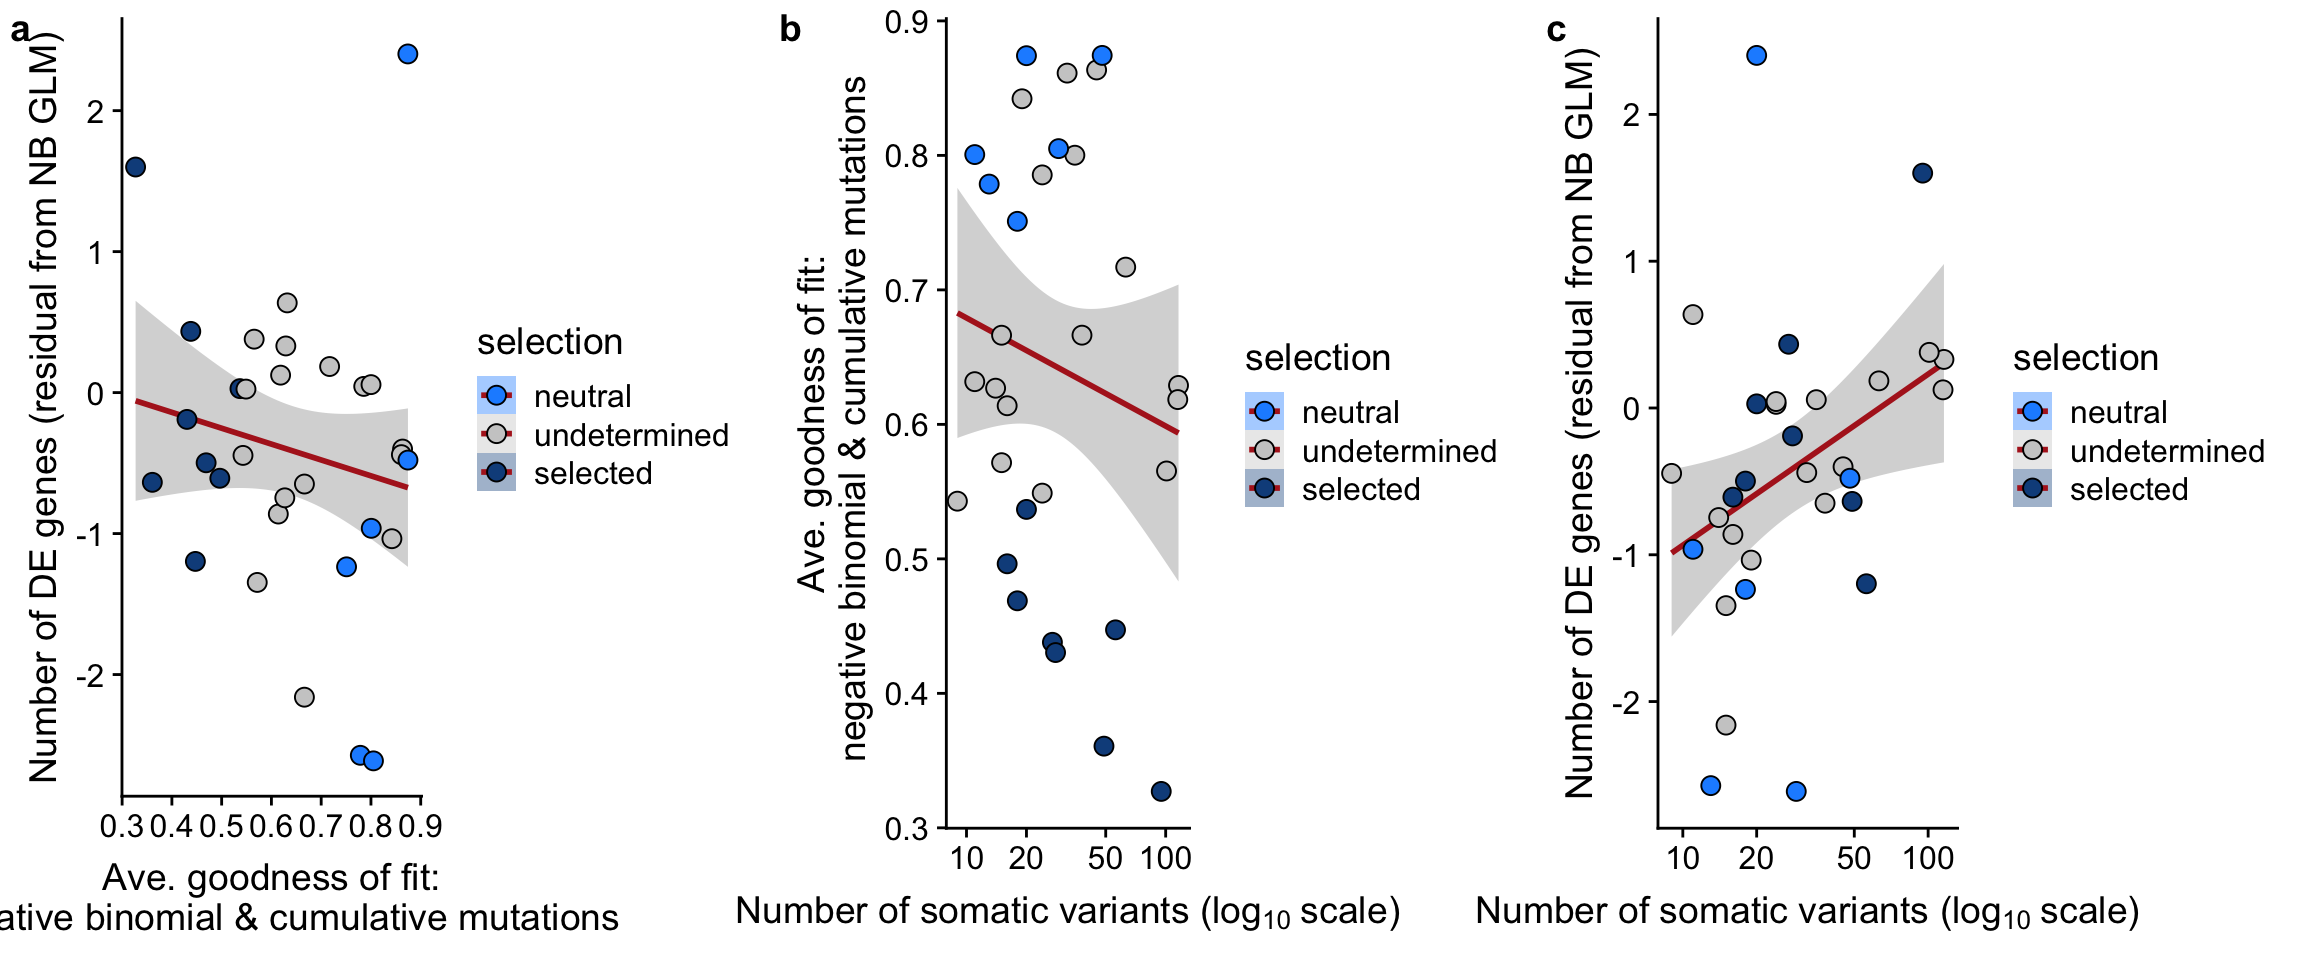 a
Number of DE genes (residual from NB GLM)
2
1
0
-1
-2
0.3 0.4 0.5 0.6 0.7 0.8 0.9
Ave. goodness of fit:
ative binomial & cumulative mutations
selection
neutral
undetermined
selected
b
Ave. goodness of fit:
negative binomial & cumulative mutations
0.9
0.8
0.7
0.6
0.5
0.4
0.3
10 20 50 100
Number of somatic variants (log10 scale)
selection
neutral
undetermined
selected
c
Number of DE genes (residual from NB GLM)
2
1
0
-1
-2
10 20 50 100
Number of somatic variants (log10 scale)
selection
neutral
undetermined
selected